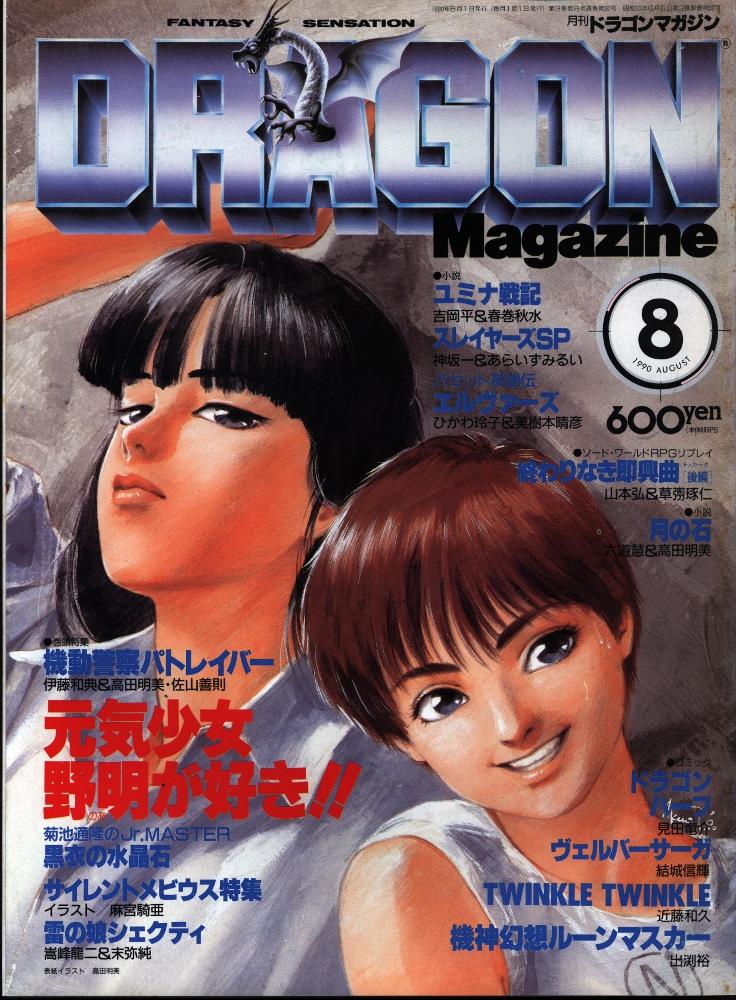 FANTASY SENSATION
月刊ドラゴンマガジン
DRAGON
Magazine
●小説
ユミナ戦記
吉岡平&春巻秋水
スレイヤーズSP
神坂一&あらいずみるい
エルヴァーズ
ひかわ玲子&美樹本晴彦
8
1990 AUGUST
600yen
●ソード・ワールドRPGリプレイ
終わりなき即興曲[後編]
トッカータ
山本弘&草彅琢仁
●小説
月の石
六道慧&高田明美
●巻頭特集
機動警察パトレイバー
伊藤和典&高田明美・佐山善則
元気少女
野明が好き!!
のあ
菊池通隆のJr.MASTER
黒衣の水晶石
サイレントメビウス特集
イラスト/麻宮騎亜
雪の娘シェクティ
嵩峰龍二&末弥純
表紙イラスト 高田明美
●コミック
ドラゴン
ハーフ
見田竜介
ヴェルバーサーガ
結城信輝
TWINKLE TWINKLE
近藤和久
機神幻想ルーンマスカー
出渕裕